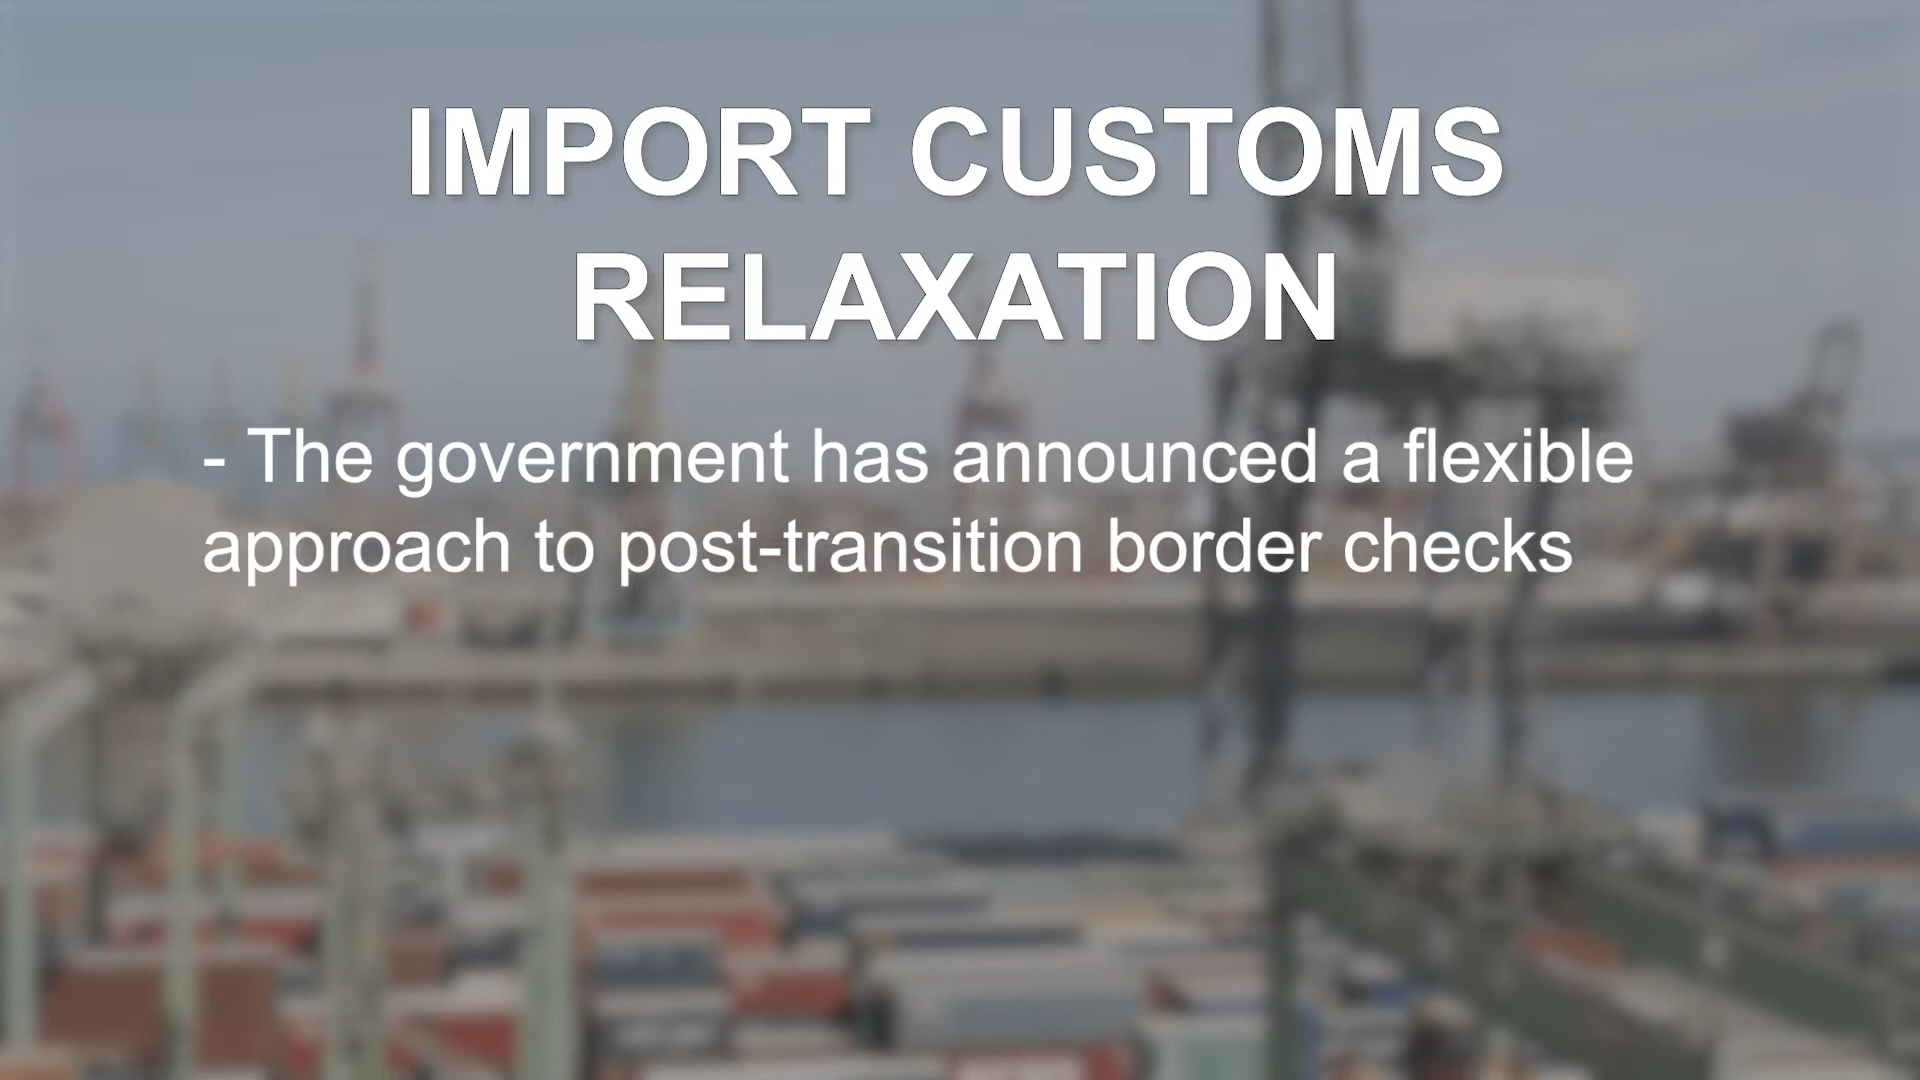 IMPORT CUSTOMS
RELAXATION
- The government has announced a flexible
approach to post-transition border checks